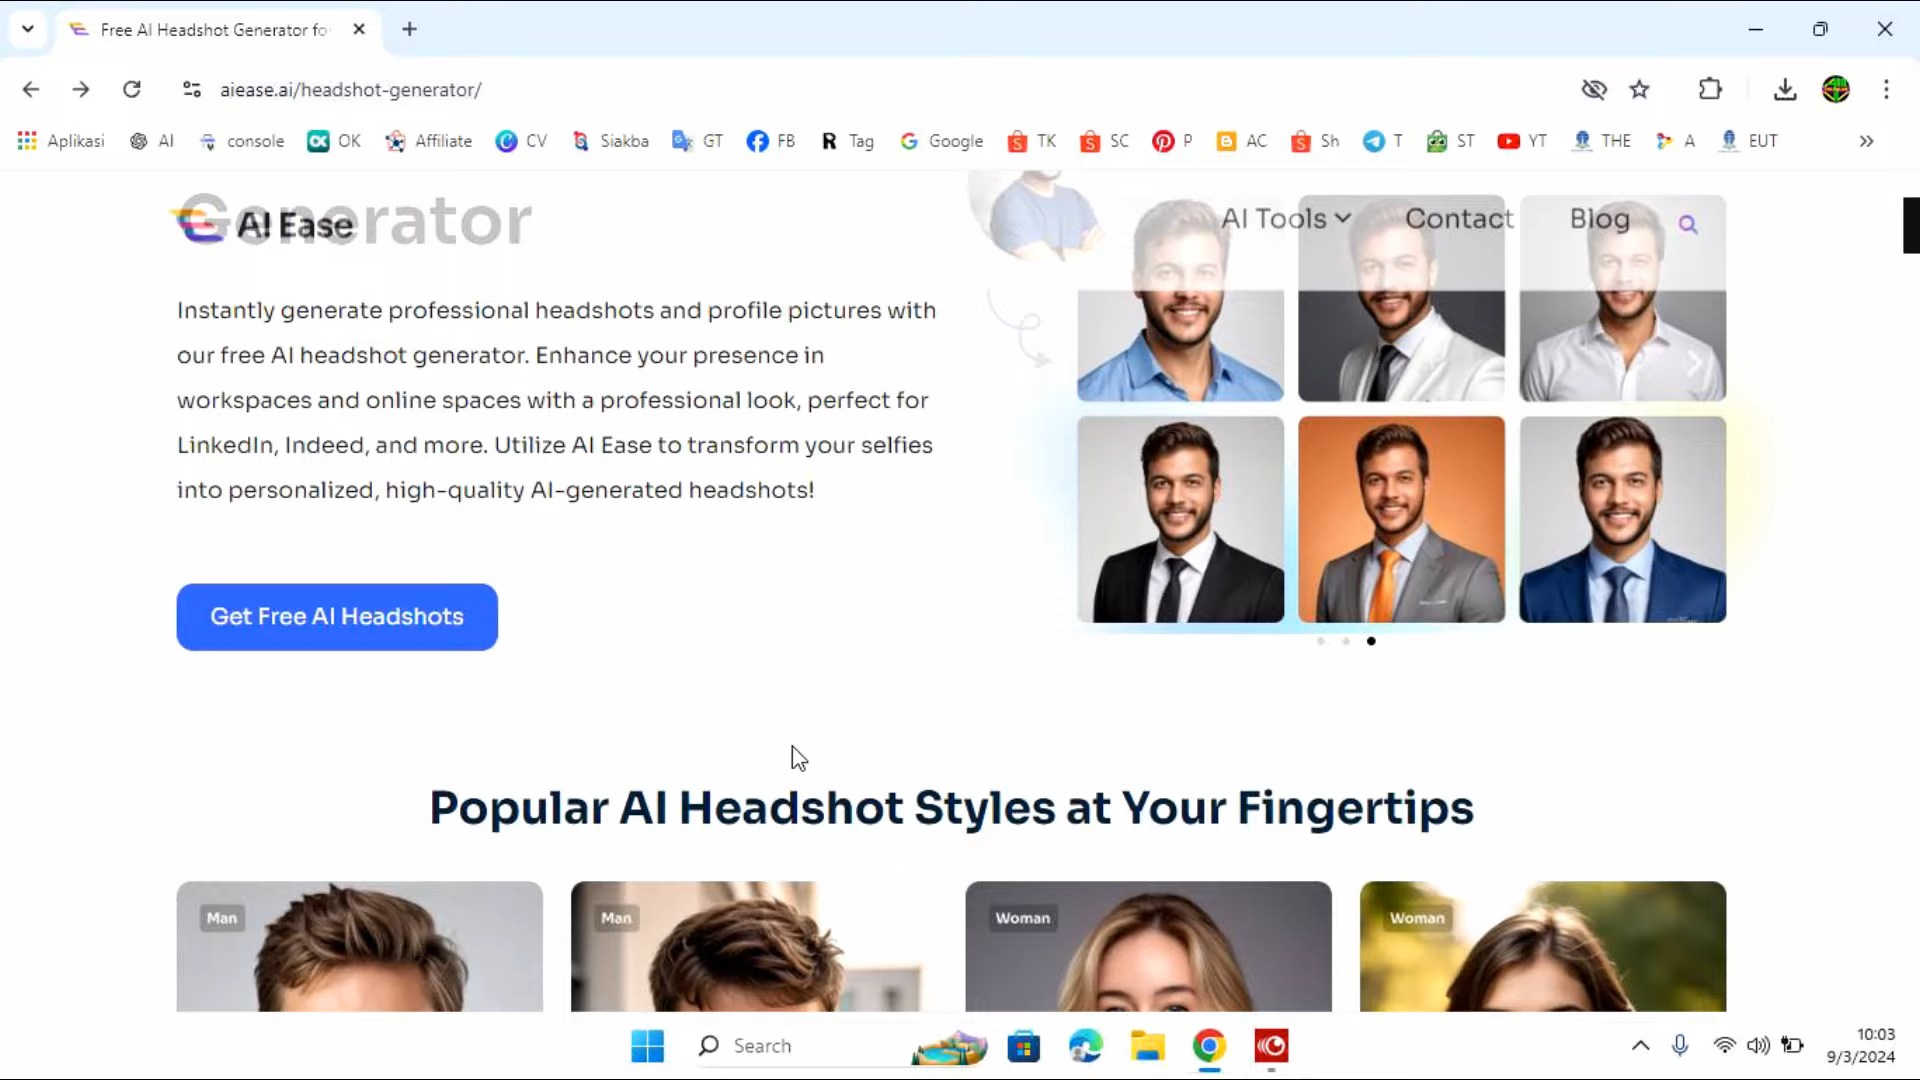 Free AI Headshot Generator fo
aiease.ai/headshot-generator/
Aplikasi AI console OK Affiliate CV Siakba GT FB Tag Google TK SC P AC Sh T ST YT THE A EUT
Generator
AI Ease
AI Tools Contact Blog
Instantly generate professional headshots and profile pictures with
our free AI headshot generator. Enhance your presence in
workspaces and online spaces with a professional look, perfect for
LinkedIn, Indeed, and more. Utilize AI Ease to transform your selfies
into personalized, high-quality AI-generated headshots!
Get Free AI Headshots
Popular AI Headshot Styles at Your Fingertips
Man
Man
Woman
Woman
Search
10:03
9/3/2024